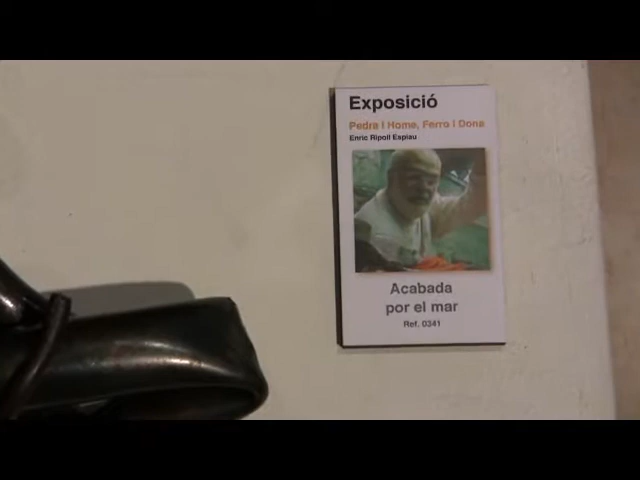 Exposició
Pedra i Home, Ferro i Dona
Enric Ripoll Espiau
Acabada
por el mar
Ref. 0341